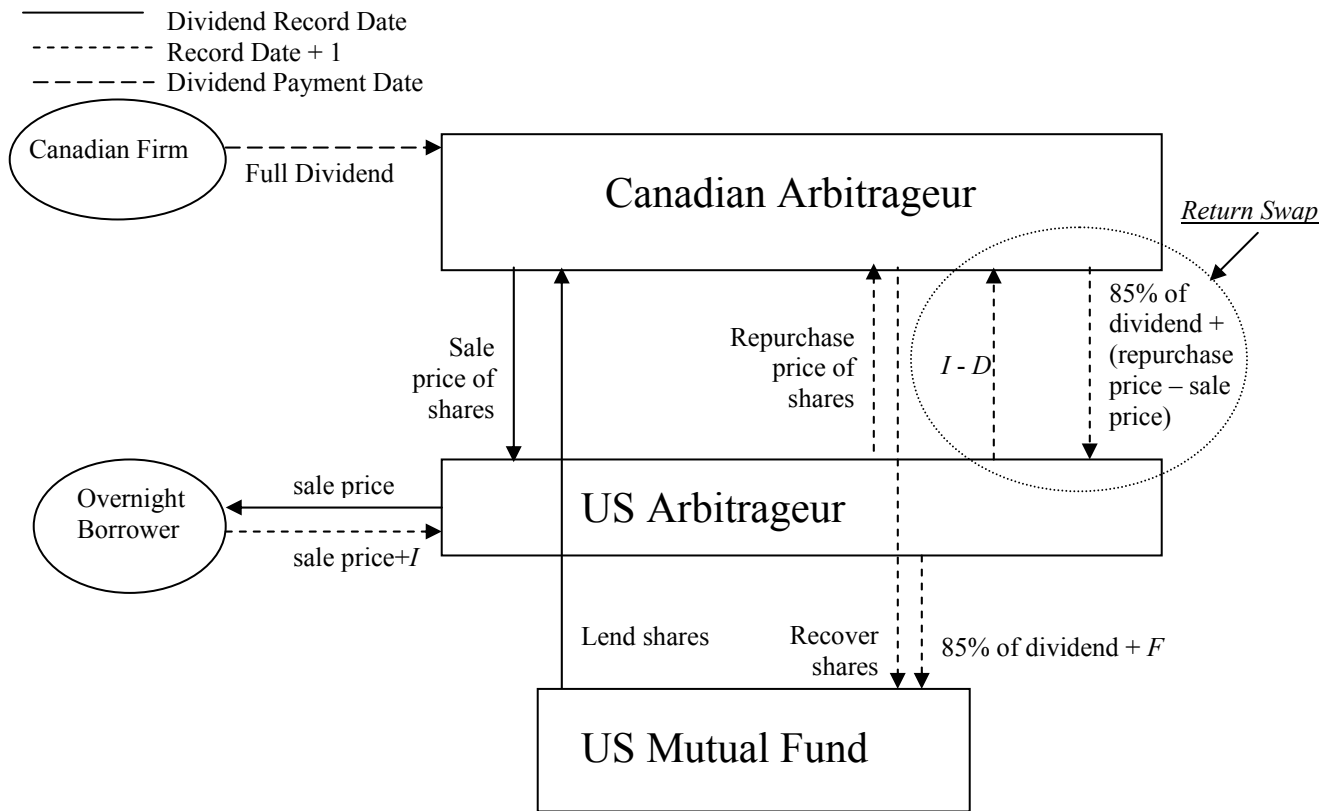 Dividend Record Date
Record Date + 1
Dividend Payment Date
Canadian Firm
Full Dividend
Canadian Arbitrageur
Return Swap
Sale
price of
shares
Repurchase
price of
shares
I - D
85% of
dividend +
(repurchase
price – sale
price)
Overnight
Borrower
sale price
sale price+I
US Arbitrageur
Lend shares
Recover
shares
85% of dividend + F
US Mutual Fund